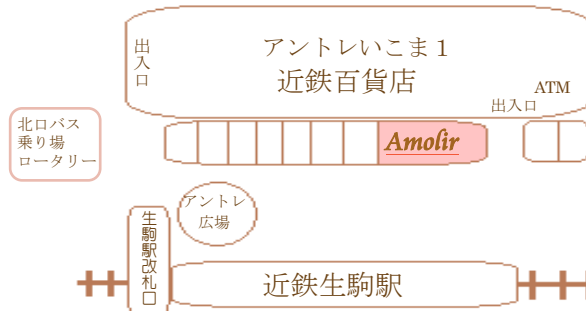 アントレいこま１
近鉄百貨店
出入口
ATM
出入口
北口バス
乗り場
ロータリー
Amolir
アントレ
広場
生駒駅改札口
近鉄生駒駅